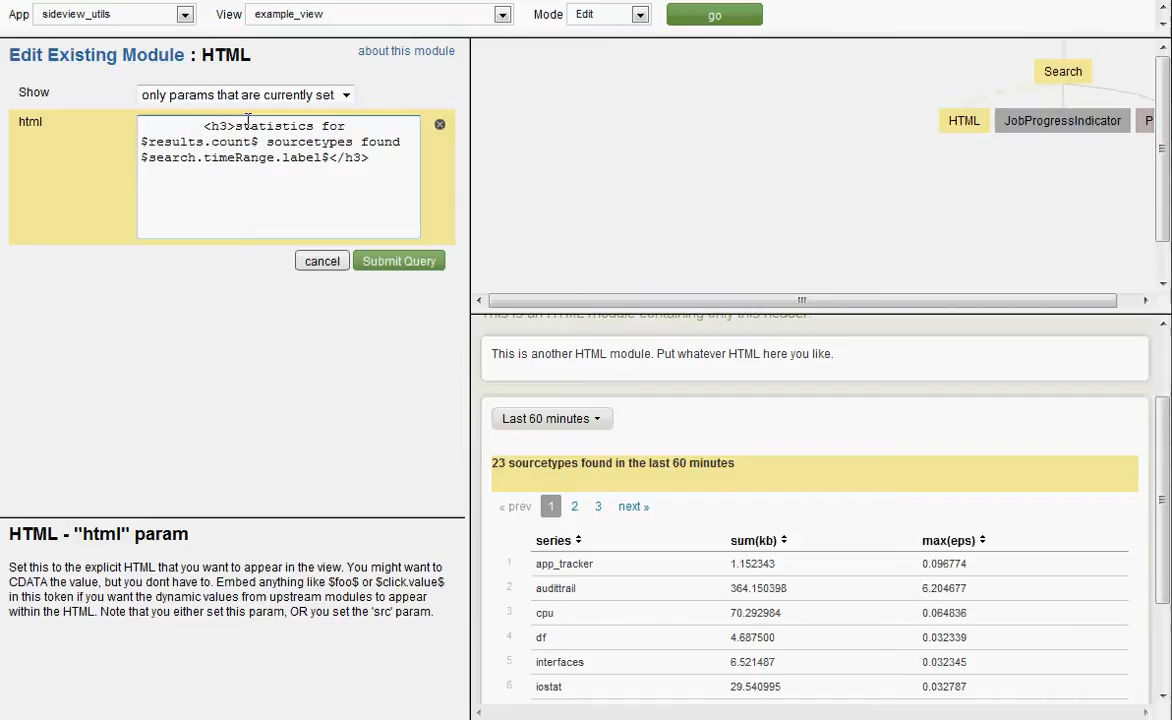 App sideview_utils View example_view Mode Edit go
Edit Existing Module : HTML about this module
Show only params that are currently set
html
<h3>statistics for
$results.count$ sourcetypes found
$search.timeRange.label$</h3>
cancel Submit Query
HTML - "html" param
Set this to the explicit HTML that you want to appear in the view. You might want to
CDATA the value, but you dont have to. Embed anything like $foo$ or $click.value$
in this token if you want the dynamic values from upstream modules to appear
within the HTML. Note that you either set this param, OR you set the 'src' param.
Search
HTML JobProgressIndicator P
This is an HTML module containing only this header.
This is another HTML module. Put whatever HTML here you like.
Last 60 minutes
23 sourcetypes found in the last 60 minutes
« prev 1 2 3 next »
series sum(kb) max(eps)
1 app_tracker 1.152343 0.096774
2 audittrail 364.150398 6.204677
3 cpu 70.292984 0.064836
4 df 4.687500 0.032339
5 interfaces 6.521487 0.032345
6 iostat 29.540995 0.032787